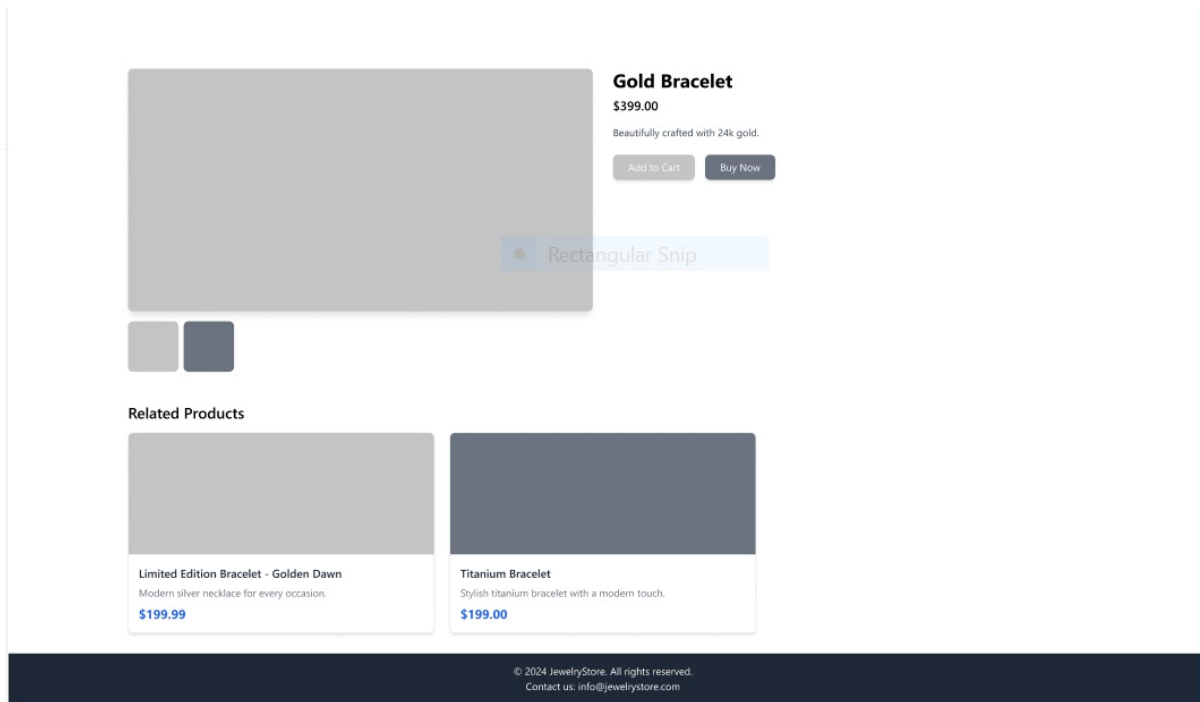 Gold Bracelet
$399.00
Beautifully crafted with 24k gold.
Add to Cart
Buy Now
Rectangular Snip
Related Products
Limited Edition Bracelet - Golden Dawn
Modern silver necklace for every occasion.
$199.99
Titanium Bracelet
Stylish titanium bracelet with a modern touch.
$199.00
© 2024 JewelryStore. All rights reserved.
Contact us: info@jewelrystore.com